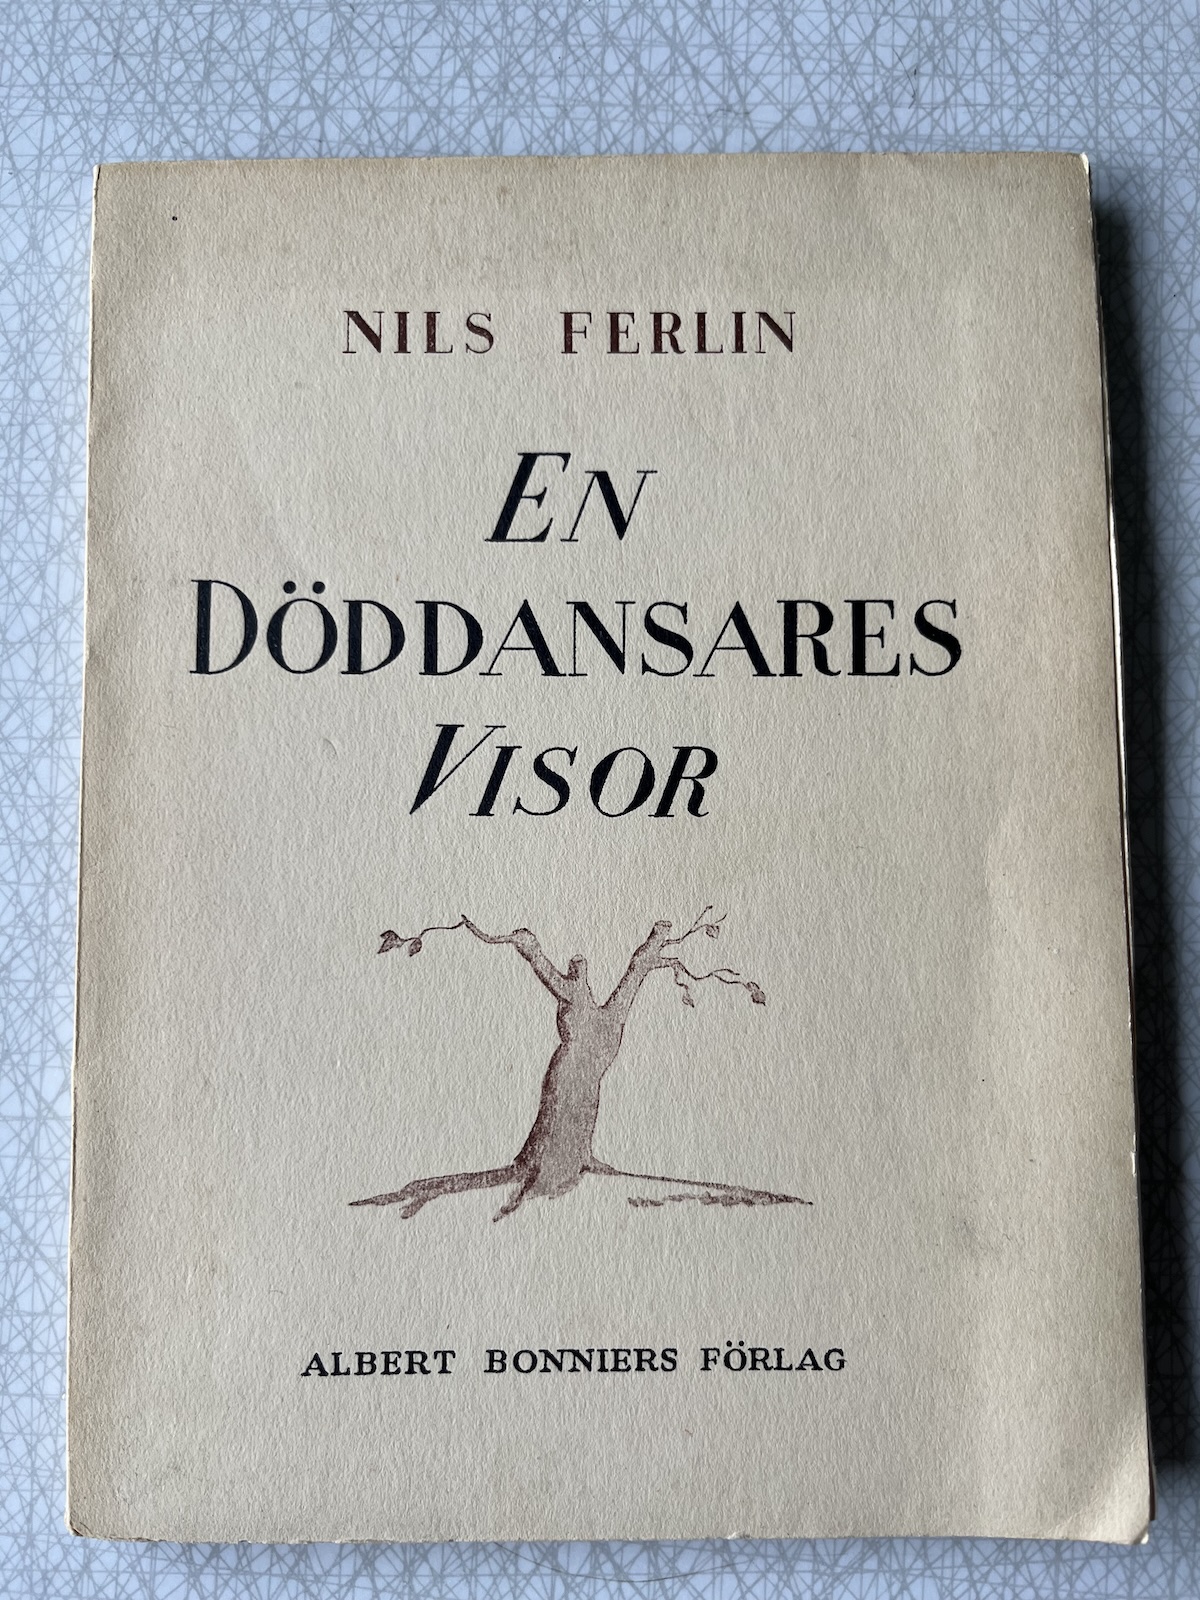 NILS FERLIN
EN
DÖDDANSARES
VISOR
ALBERT BONNIERS FÖRLAG